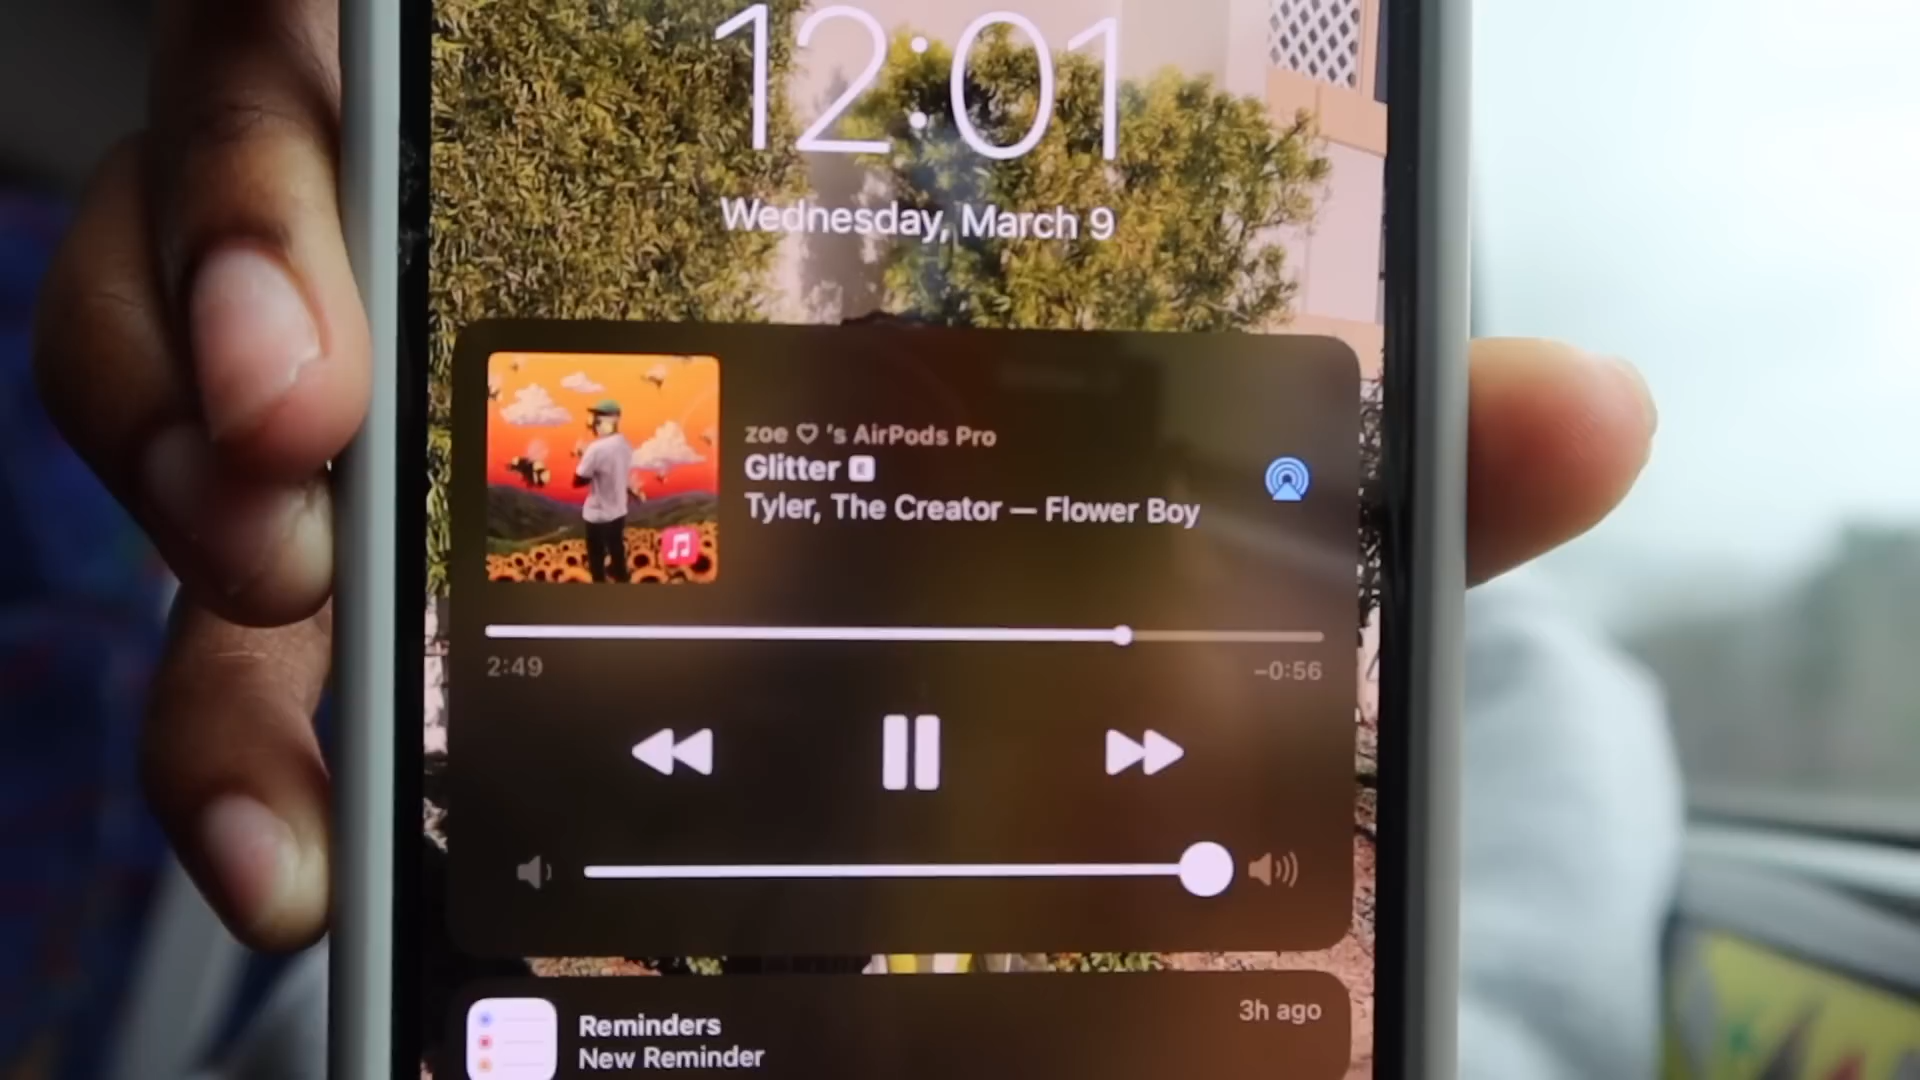 12:01
Wednesday, March 9
zoe ♡ 's AirPods Pro
Glitter E
Tyler, The Creator — Flower Boy
2:49
-0:56
Reminders
3h ago
New Reminder